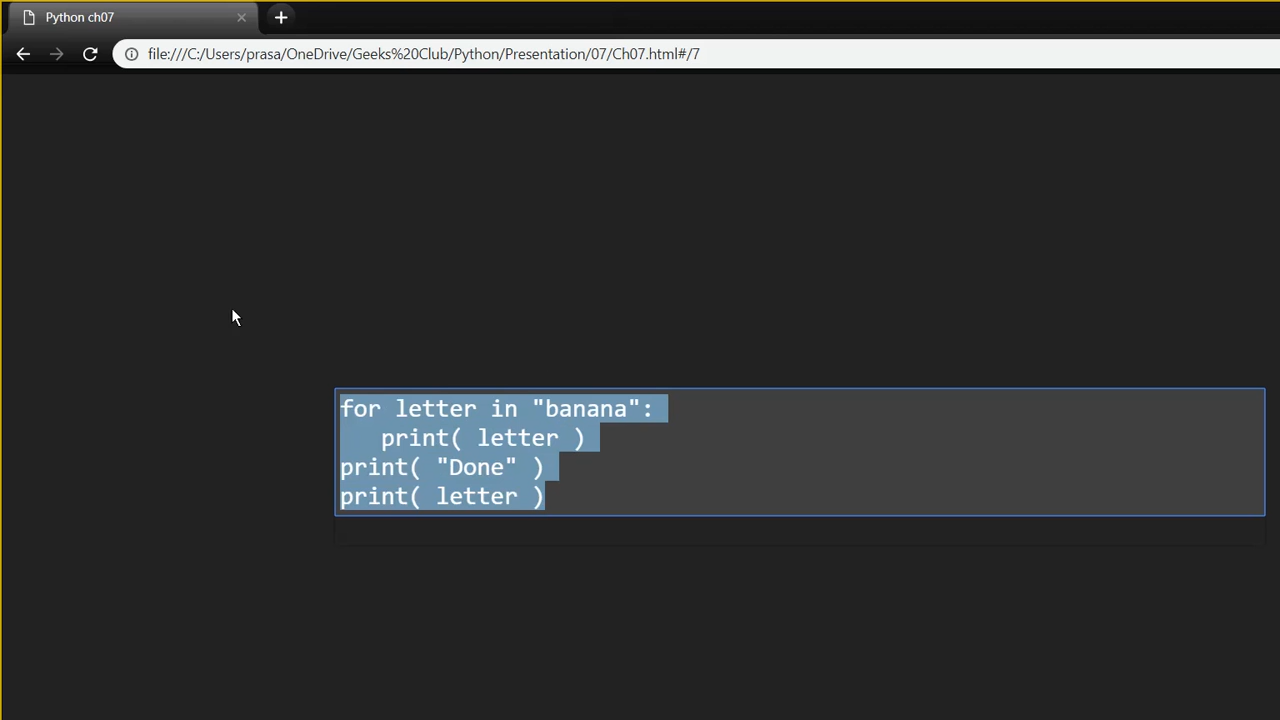 Python ch07
file:///C:/Users/prasa/OneDrive/Geeks%20Club/Python/Presentation/07/Ch07.html#/7
for letter in "banana":
   print( letter )
print( "Done" )
print( letter )